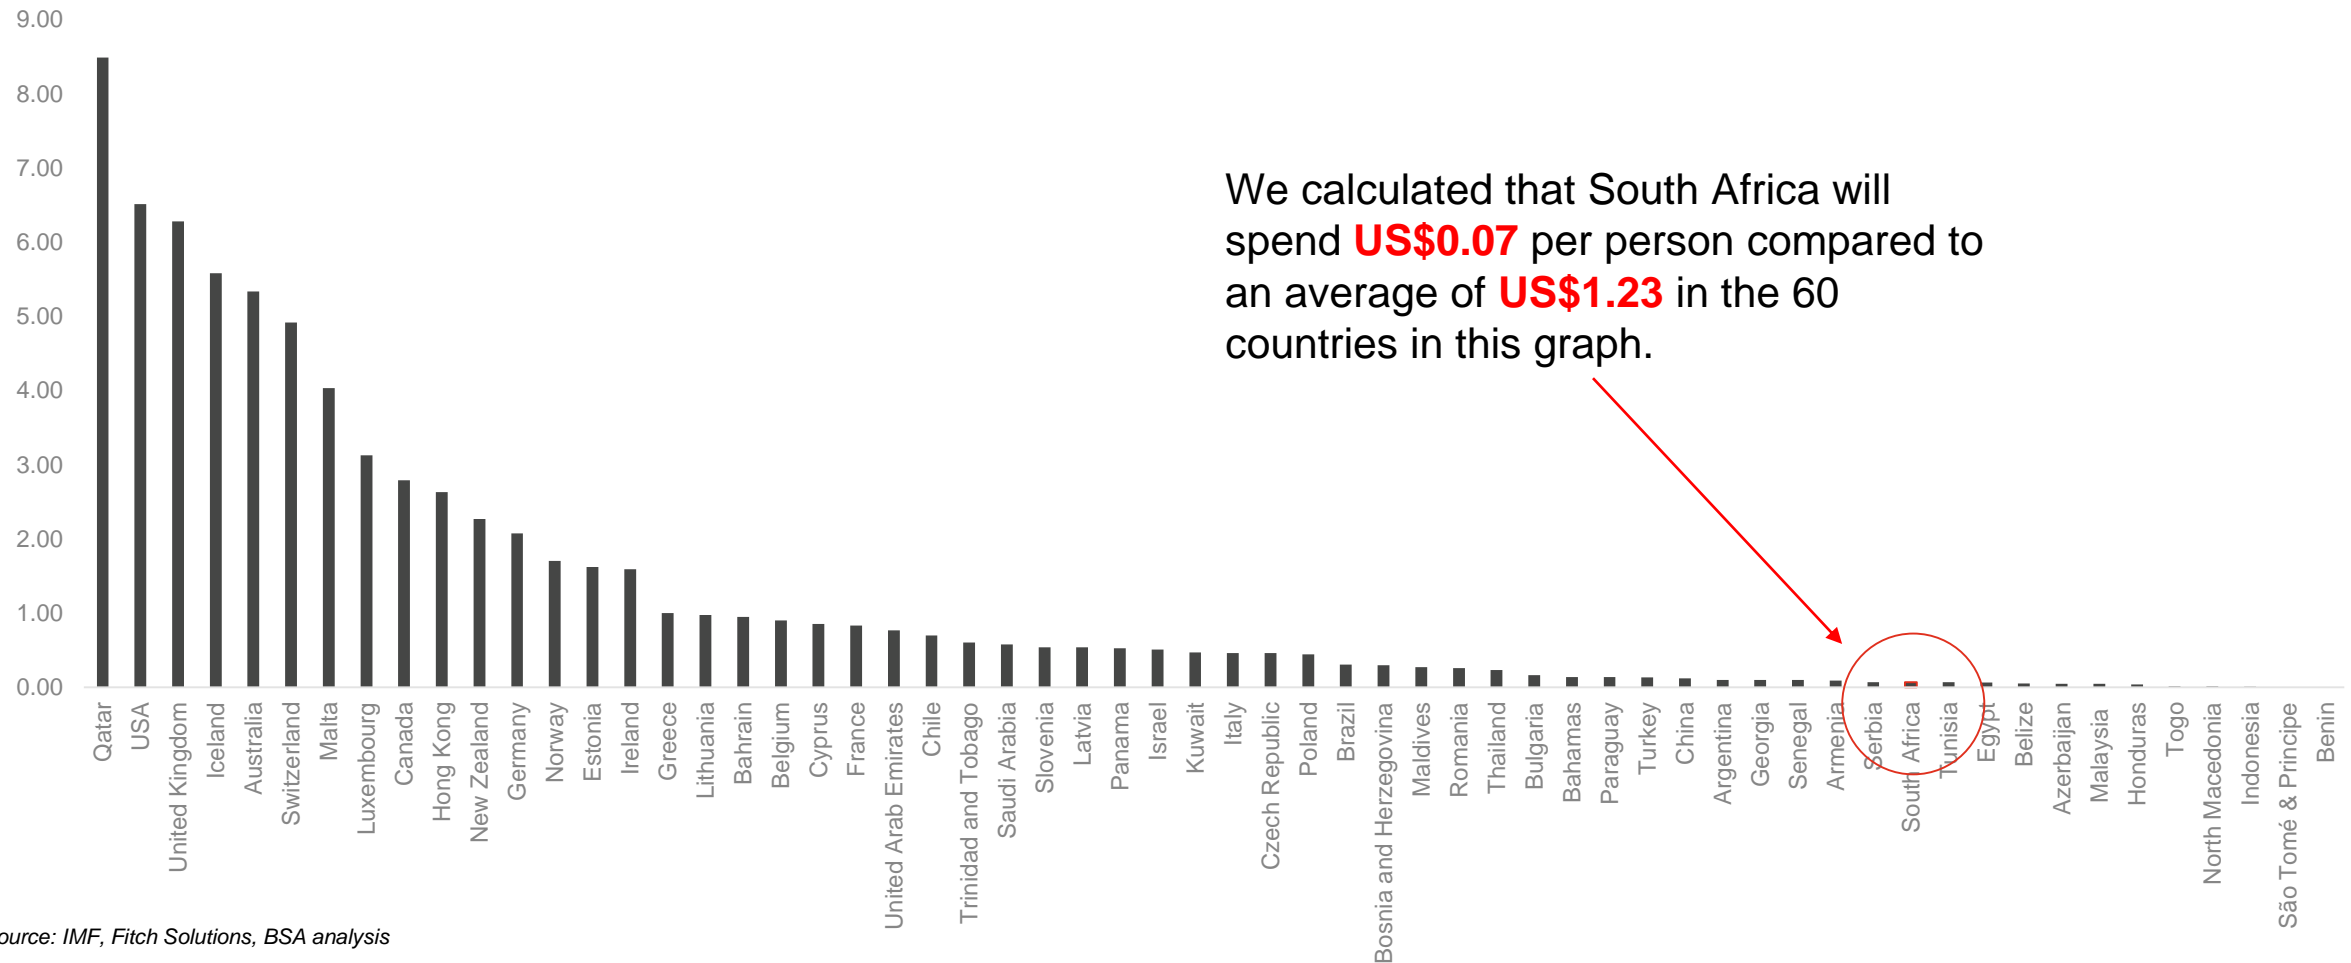 9.00
8.00
7.00
6.00
5.00
4.00
3.00
2.00
1.00
0.00
We calculated that South Africa will
spend US$0.07 per person compared to
an average of US$1.23 in the 60
countries in this graph.
Qatar
USA
United Kingdom
Iceland
Australia
Switzerland
Malta
Luxembourg
Canada
Hong Kong
New Zealand
Germany
Norway
Estonia
Ireland
Greece
Lithuania
Bahrain
Belgium
Cyprus
France
United Arab Emirates
Chile
Trinidad and Tobago
Saudi Arabia
Slovenia
Latvia
Panama
Israel
Kuwait
Italy
Czech Republic
Poland
Brazil
Bosnia and Herzegovina
Maldives
Romania
Thailand
Bulgaria
Bahamas
Paraguay
Turkey
China
Argentina
Georgia
Senegal
Armenia
Serbia
South Africa
Tunisia
Egypt
Belize
Azerbaijan
Malaysia
Honduras
Togo
North Macedonia
Indonesia
São Tomé & Principe
Benin
ource: IMF, Fitch Solutions, BSA analysis